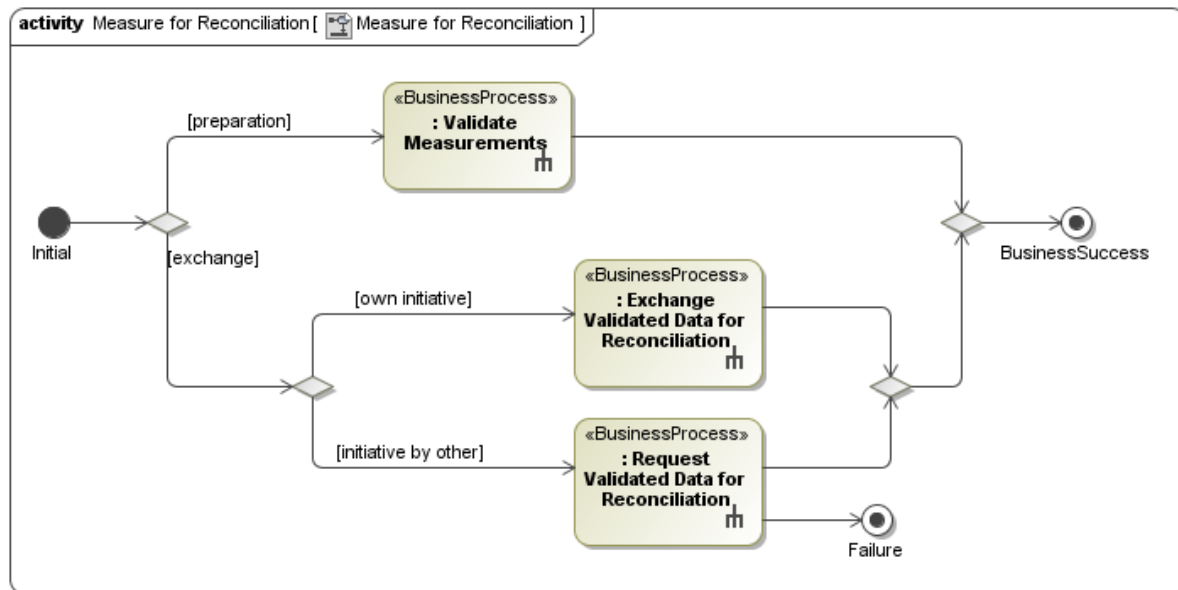 activity Measure for Reconciliation [ Measure for Reconciliation ]
«BusinessProcess»
: Validate
Measurements
[preparation]
Initial
[exchange]
BusinessSuccess
[own initiative]
«BusinessProcess»
: Exchange
Validated Data for
Reconciliation
[initiative by other]
«BusinessProcess»
: Request
Validated Data for
Reconciliation
Failure